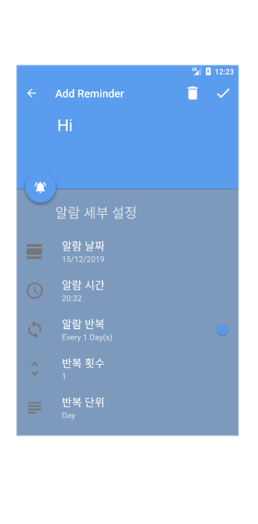 12:23
Add Reminder
Hi
알람 세부 설정
알람 날짜
15/12/2019
알람 시간
20:32
알람 반복
Every 1 Day(s)
반복 횟수
1
반복 단위
Day